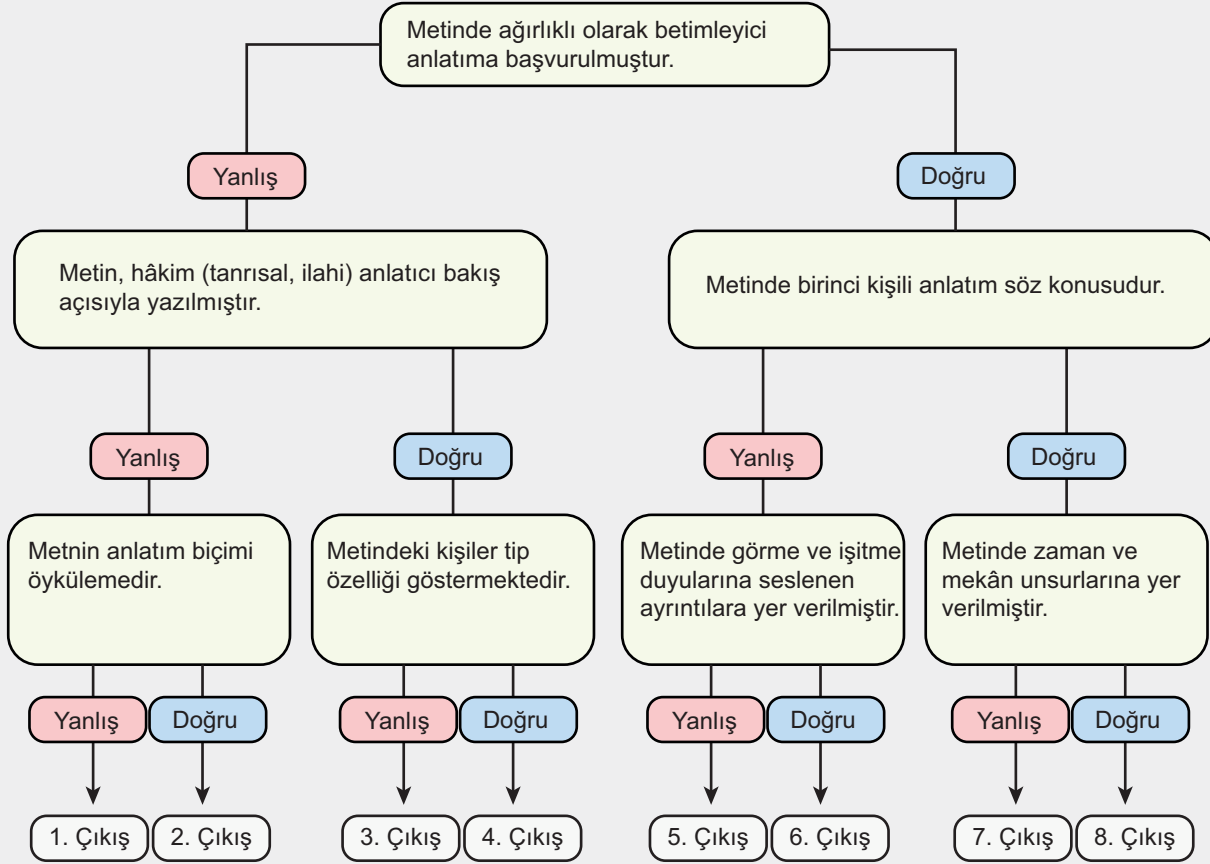 Metinde ağırlıklı olarak betimleyici
anlatıma başvurulmuştur.
Yanlış
Doğru
Metin, hâkim (tanrısal, ilahi) anlatıcı bakış
açısıyla yazılmıştır.
Metinde birinci kişili anlatım söz konusudur.
Yanlış
Doğru
Yanlış
Doğru
Metnin anlatım biçimi
öykülemedir.
Metindeki kişiler tip
özelliği göstermektedir.
Metinde görme ve işitme
duyularına seslenen
ayrıntılara yer verilmiştir.
Metinde zaman ve
mekân unsurlarına yer
verilmiştir.
Yanlış
Doğru
Yanlış
Doğru
Yanlış
Doğru
Yanlış
Doğru
1. Çıkış
2. Çıkış
3. Çıkış
4. Çıkış
5. Çıkış
6. Çıkış
7. Çıkış
8. Çıkış